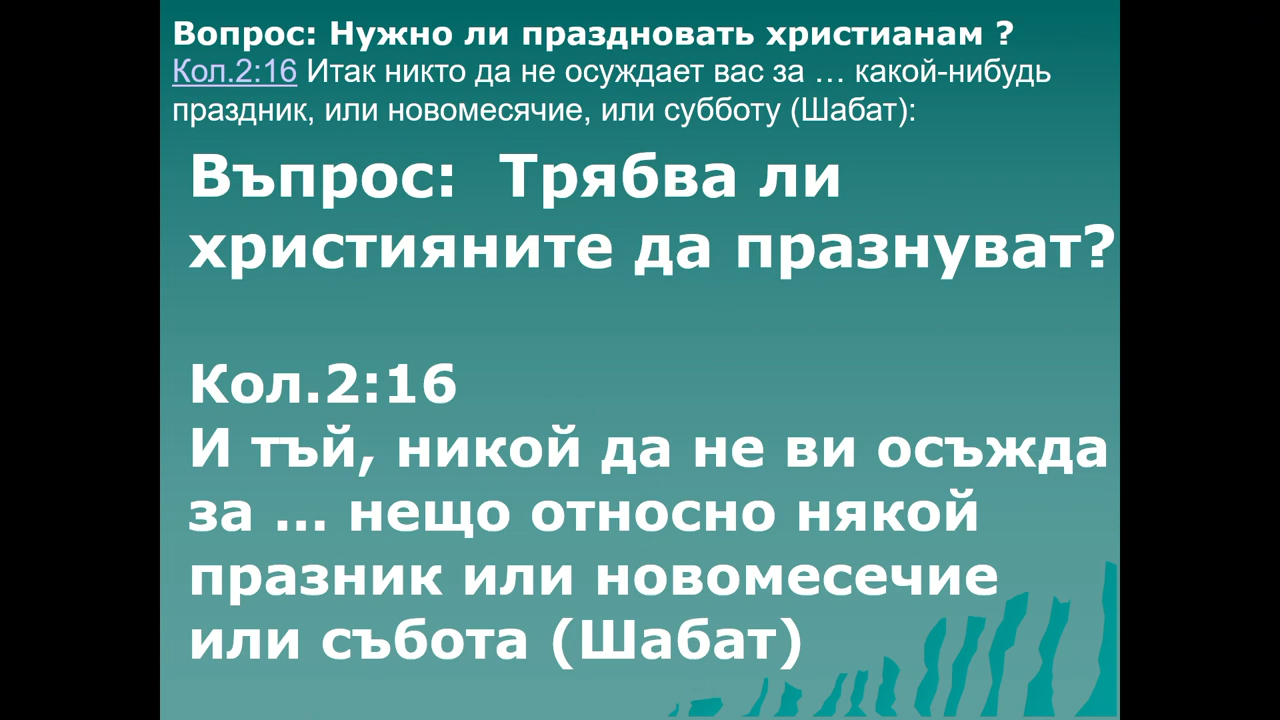 Вопрос: Нужно ли праздновать христианам ?
Кол.2:16 Итак никто да не осуждает вас за … какой-нибудь
праздник, или новомесячие, или субботу (Шабат):
Въпрос:  Трябва ли
християните да празнуват?
Кол.2:16
И тъй, никой да не ви осъжда
за … нещо относно някой
празник или новомесечие
или събота (Шабат)